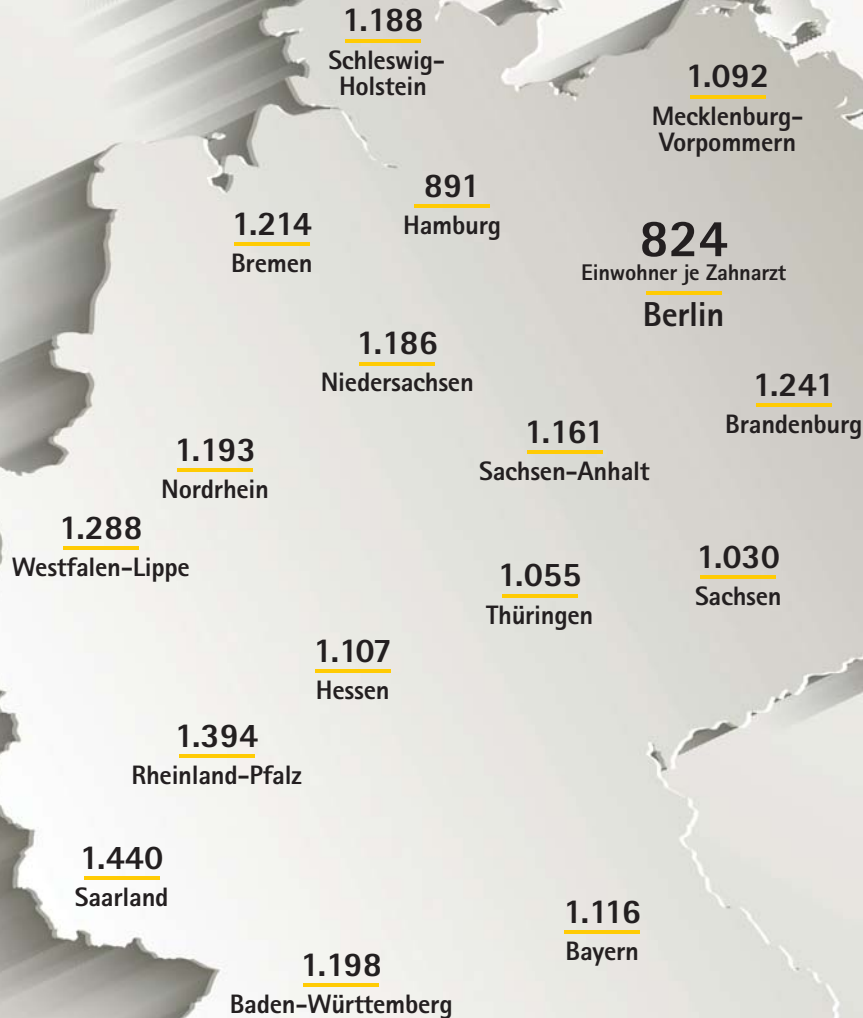 1.188
Schleswig-
Holstein
1.092
Mecklenburg-
Vorpommern
891
Hamburg
1.214
Bremen
824
Einwohner je Zahnarzt
Berlin
1.186
Niedersachsen
1.241
Brandenburg
1.161
Sachsen-Anhalt
1.193
Nordrhein
1.288
Westfalen-Lippe
1.030
Sachsen
1.055
Thüringen
1.107
Hessen
1.394
Rheinland-Pfalz
1.440
Saarland
1.116
Bayern
1.198
Baden-Württemberg